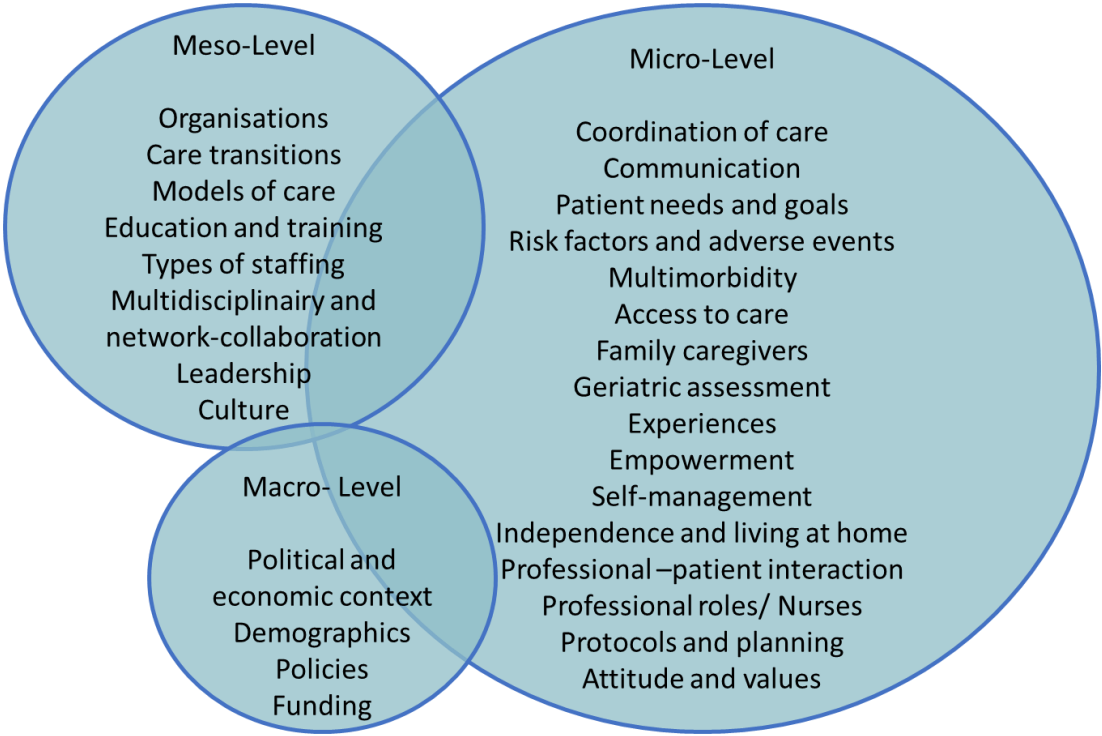 Meso-Level
Organisations
Care transitions
Models of care
Education and training
Types of staffing
Multidisciplinairy and
network-collaboration
Leadership
Culture
Micro-Level
Coordination of care
Communication
Patient needs and goals
Risk factors and adverse events
Multimorbidity
Access to care
Family caregivers
Geriatric assessment
Experiences
Empowerment
Self-management
Independence and living at home
Professional –patient interaction
Professional roles/ Nurses
Protocols and planning
Attitude and values
Macro- Level
Political and
economic context
Demographics
Policies
Funding